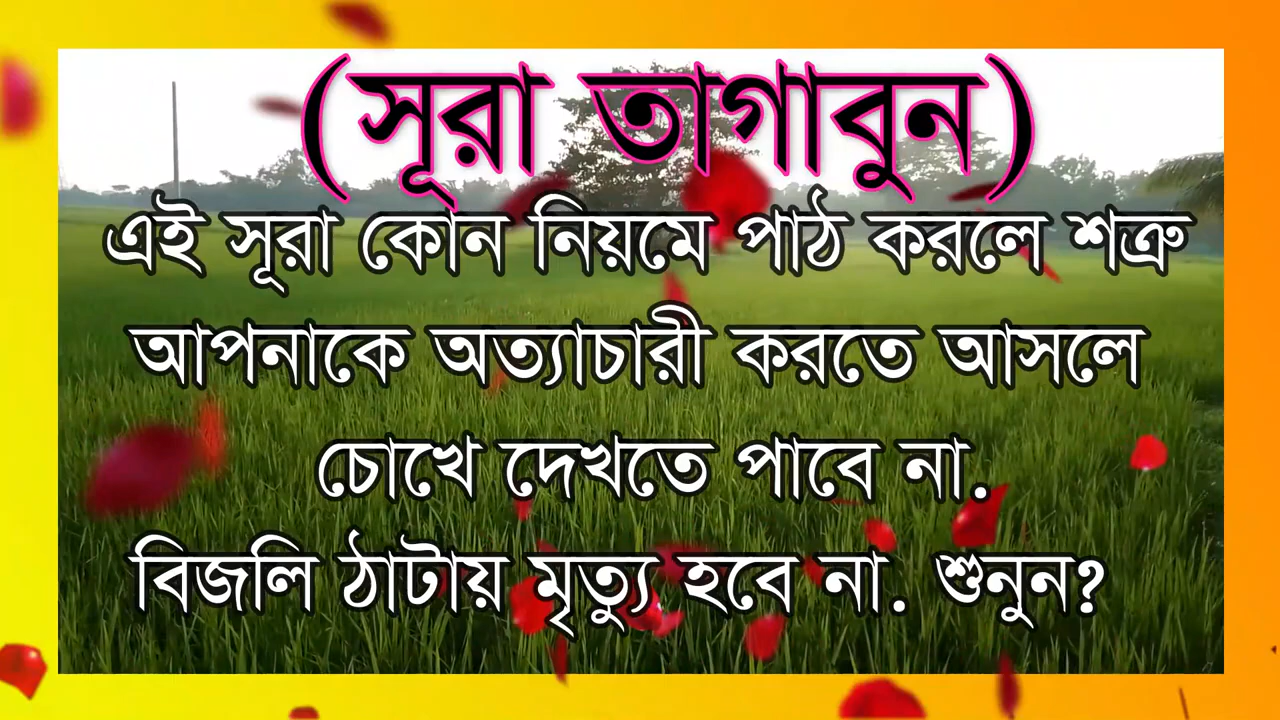 (সূরা তাগাবুন)
এই সূরা কোন নিয়মে পাঠ করলে শত্রু
আপনাকে অত্যাচারী করতে আসলে
চোখে দেখতে পাবে না.
বিজলি ঠাটায় মৃত্যু হবে না. শুনুন?